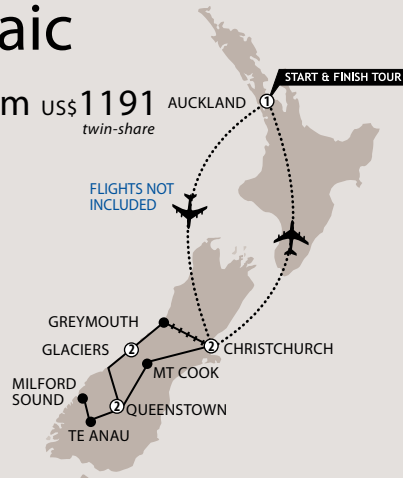 aic
m US$1191
twin-share
AUCKLAND 1
START & FINISH TOUR
FLIGHTS NOT
INCLUDED
GREYMOUTH
GLACIERS 2
2 CHRISTCHURCH
MT COOK
MILFORD
SOUND
2 QUEENSTOWN
TE ANAU